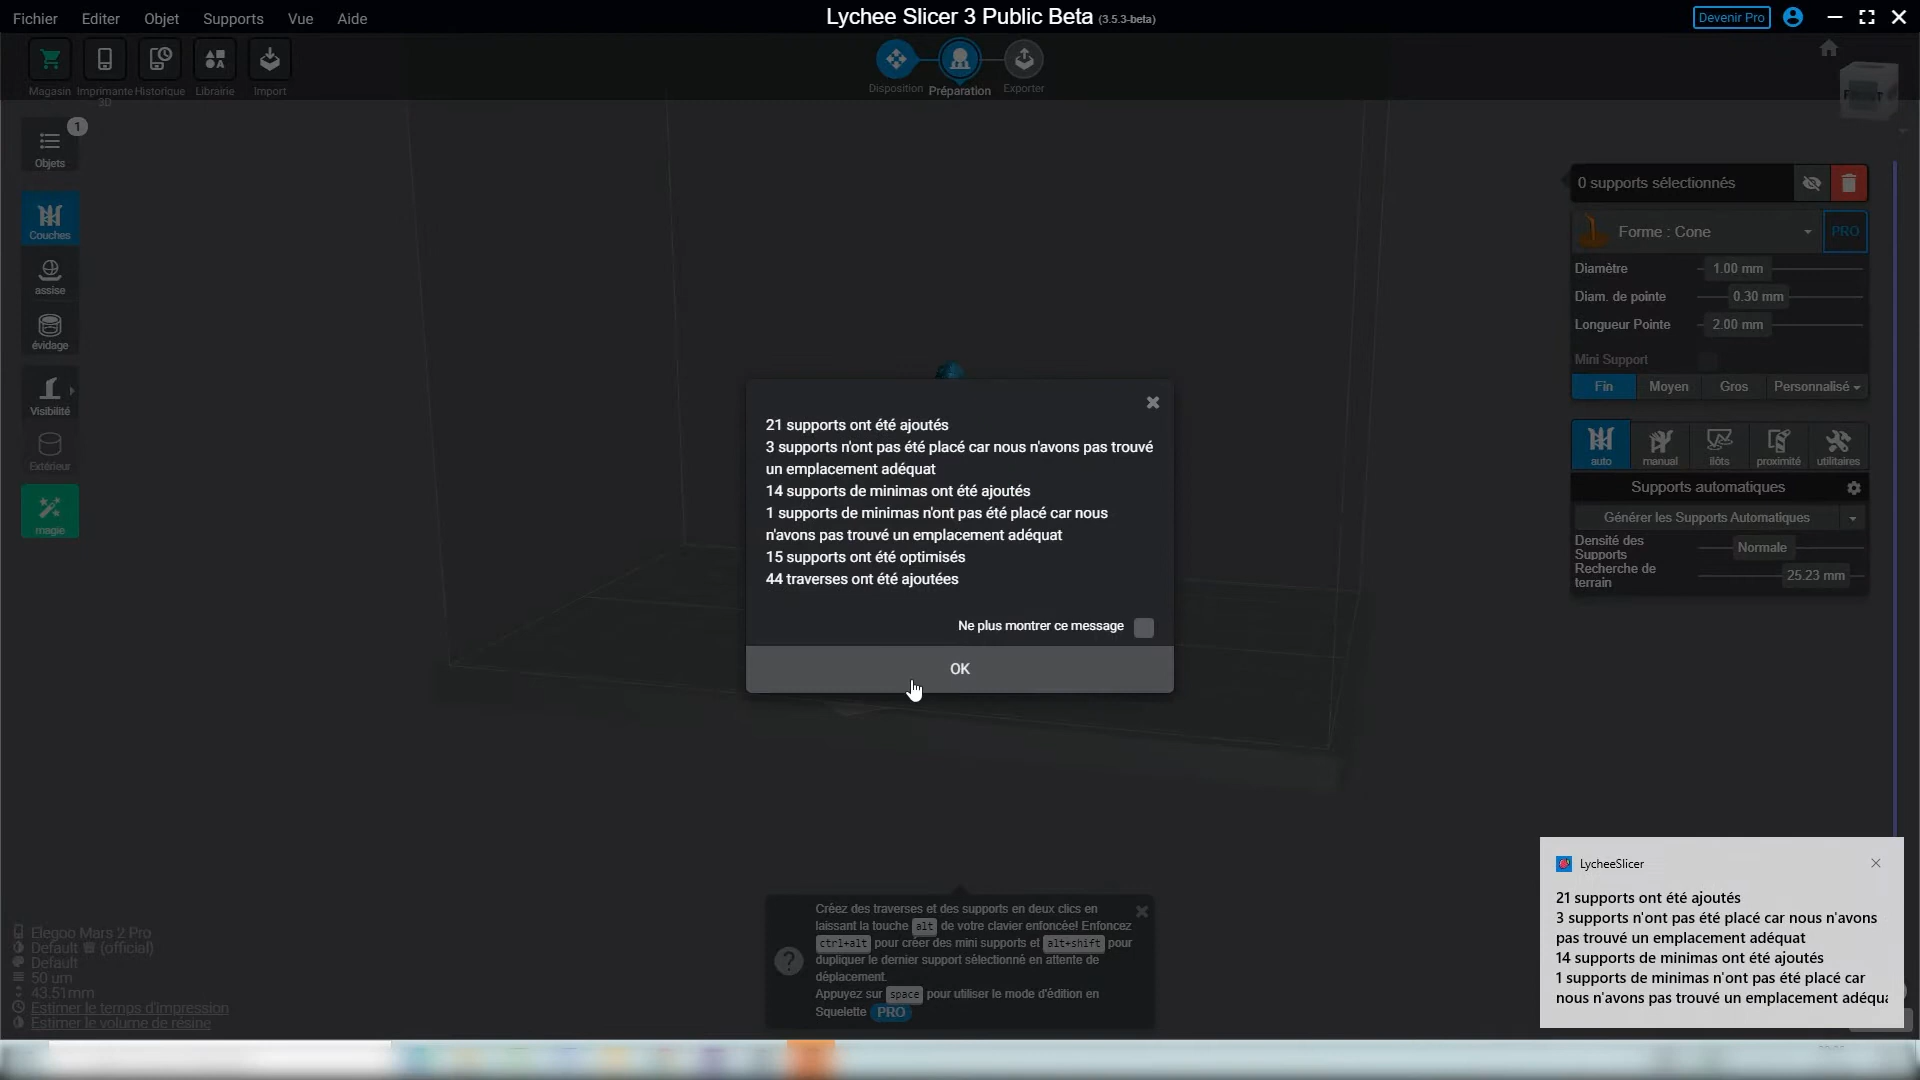 Fichier Editer Objet Supports Vue Aide
Lychee Slicer 3 Public Beta (3.5.3-beta)
Devenir Pro
Magasin Imprimante 3D Historique Librairie Import
Disposition Préparation Exporter
FRONT
1
Objets
Couches
assise
évidage
Visibilité
Extérieur
magie
0 supports sélectionnés
Forme : Cone
PRO
Diamètre 1.00 mm
Diam. de pointe 0.30 mm
Longueur Pointe 2.00 mm
Mini Support
Fin Moyen Gros Personnalisé
auto manual ilôts proximité utilitaires
Supports automatiques
Générer les Supports Automatiques
Densité des Supports Normale
Recherche de terrain 25.23 mm
21 supports ont été ajoutés
3 supports n'ont pas été placé car nous n'avons pas trouvé
un emplacement adéquat
14 supports de minimas ont été ajoutés
1 supports de minimas n'ont pas été placé car nous
n'avons pas trouvé un emplacement adéquat
15 supports ont été optimisés
44 traverses ont été ajoutées
Ne plus montrer ce message
OK
Créez des traverses et des supports en deux clics en
laissant la touche alt de votre clavier enfoncée! Enfoncez
ctrl+alt pour créer des mini supports et alt+shift pour
dupliquer le dernier support sélectionné en attente de
déplacement.
Appuyez sur space pour utiliser le mode d'édition en
Squelette PRO
Elegoo Mars 2 Pro
Default (official)
Default
50 um
43.51mm
Estimer le temps d'impression
Estimer le volume de résine
LycheeSlicer
21 supports ont été ajoutés
3 supports n'ont pas été placé car nous n'avons
pas trouvé un emplacement adéquat
14 supports de minimas ont été ajoutés
1 supports de minimas n'ont pas été placé car
nous n'avons pas trouvé un emplacement adéqu